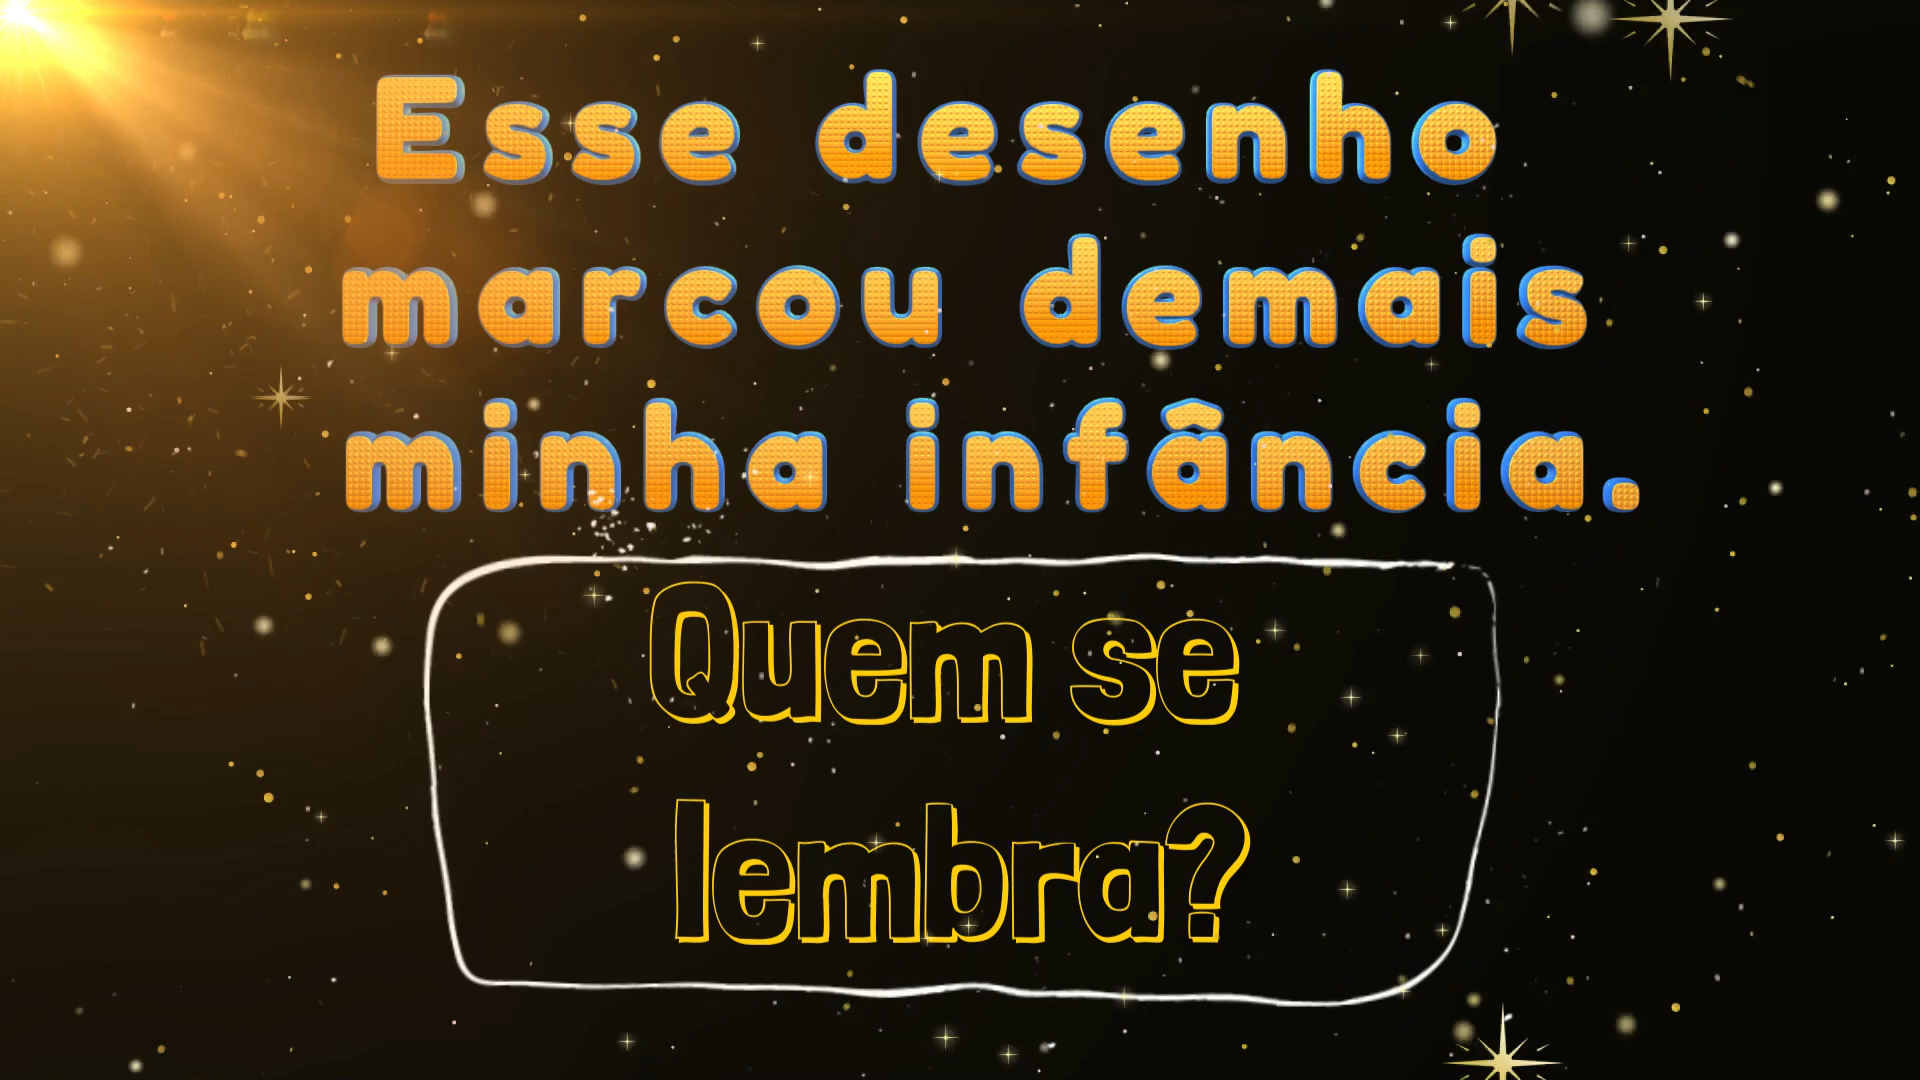 Esse desenho
marcou demais
minha infância.
Quem se
lembra?